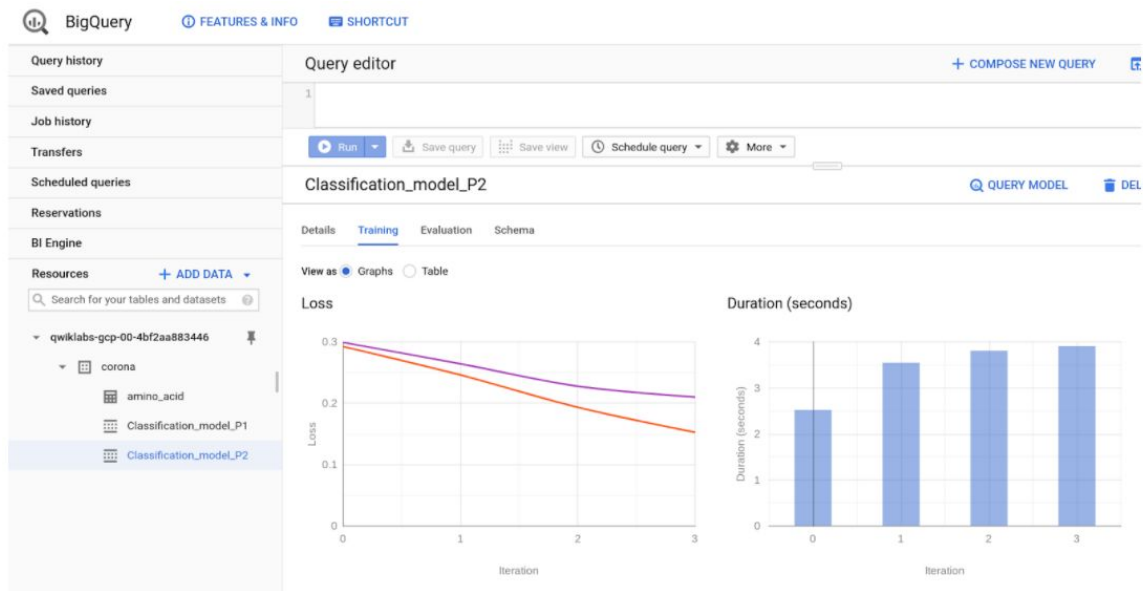 BigQuery FEATURES & INFO SHORTCUT
Query history
Saved queries
Job history
Transfers
Scheduled queries
Reservations
BI Engine
Resources + ADD DATA
Search for your tables and datasets
qwiklabs-gcp-00-4bf2aa883446
corona
amino_acid
Classification_model_P1
Classification_model_P2
Query editor + COMPOSE NEW QUERY
1
Run Save query Save view Schedule query More
Classification_model_P2 QUERY MODEL DEL
Details Training Evaluation Schema
View as Graphs Table
Loss
0.3
0.2
0.1
0
Loss
0 1 2 3
Iteration
Duration (seconds)
4
3
2
1
0
Duration (seconds)
0 1 2 3
Iteration